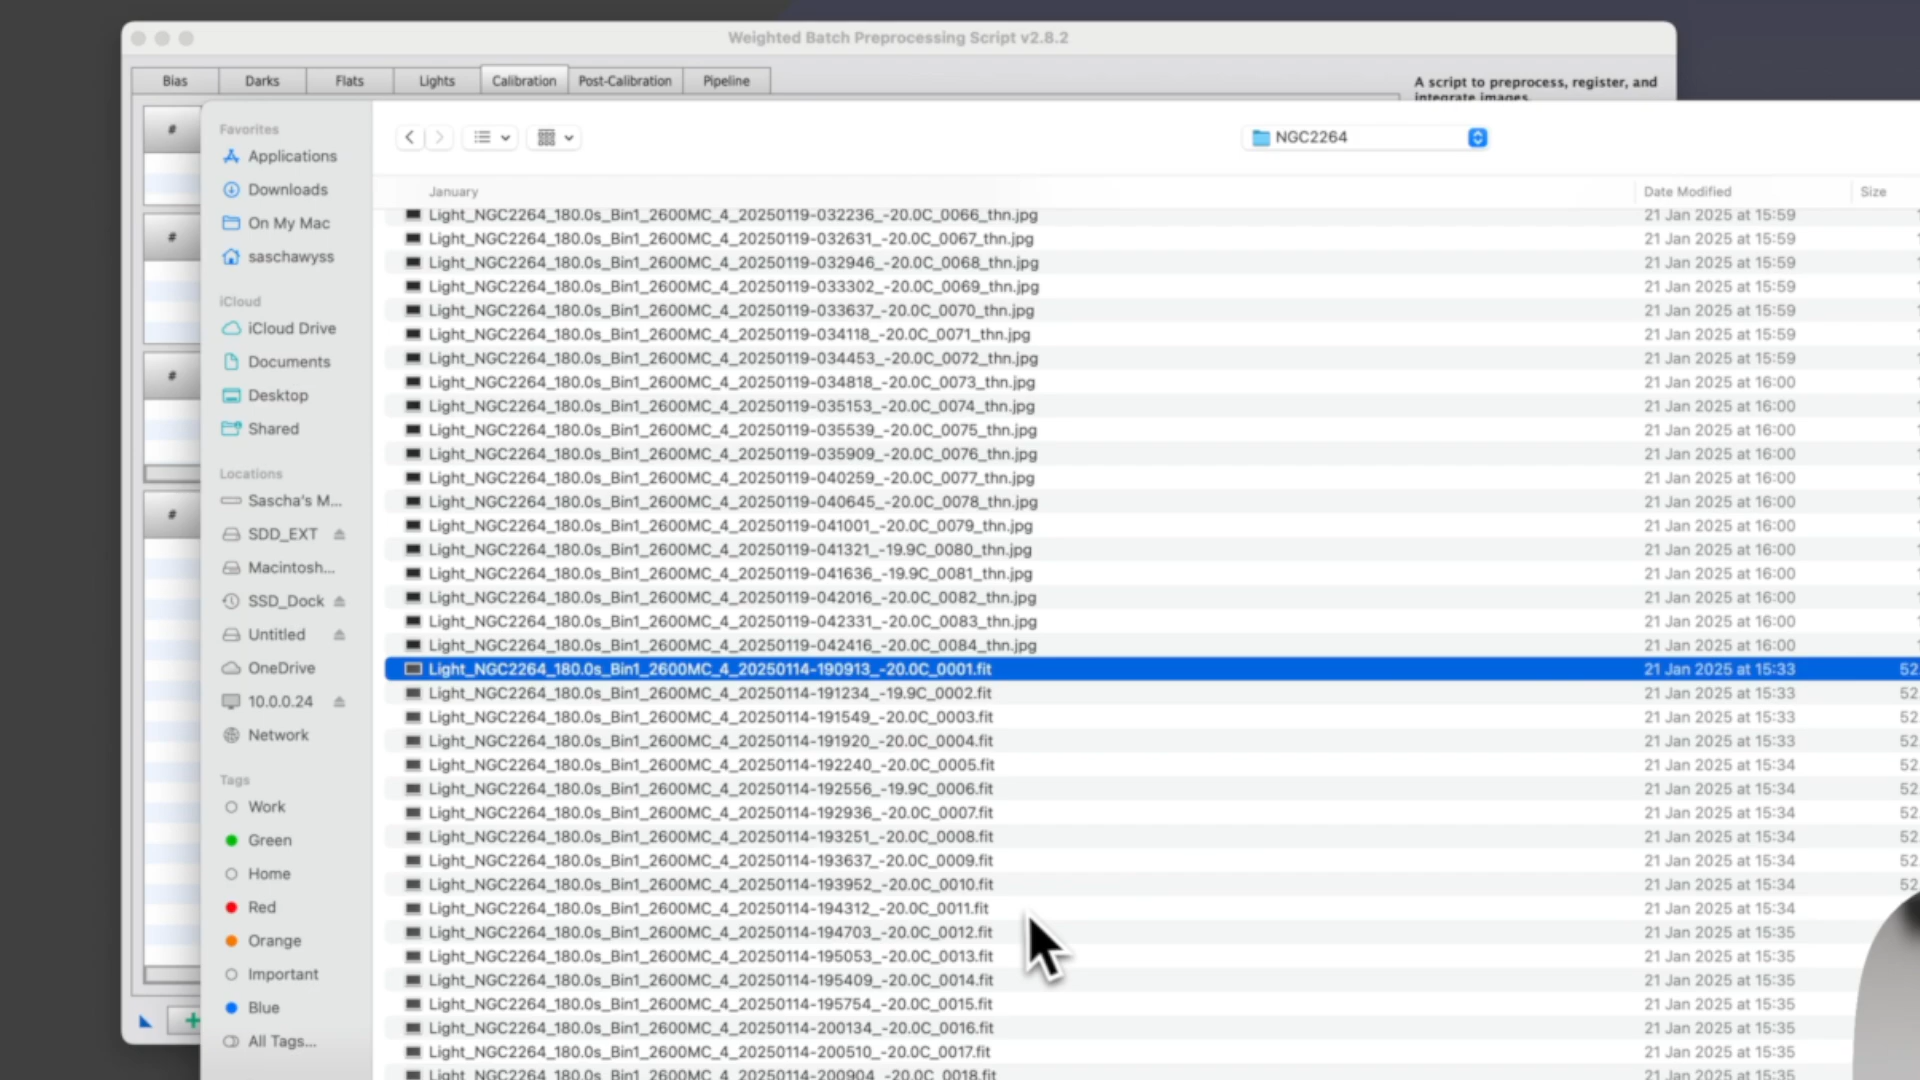 Weighted Batch Preprocessing Script v2.8.2
Bias Darks Flats Lights Calibration Post-Calibration Pipeline
A script to preprocess, register, and
integrate images.
#
#
#
#
Favorites
Applications
Downloads
On My Mac
saschawyss
iCloud
iCloud Drive
Documents
Desktop
Shared
Locations
Sascha's M...
SDD_EXT
Macintosh...
SSD_Dock
Untitled
OneDrive
10.0.0.24
Network
Tags
Work
Green
Home
Red
Orange
Important
Blue
All Tags...
NGC2264
January Date Modified Size
Light_NGC2264_180.0s_Bin1_2600MC_4_20250119-032236_-20.0C_0066_thn.jpg 21 Jan 2025 at 15:59
Light_NGC2264_180.0s_Bin1_2600MC_4_20250119-032631_-20.0C_0067_thn.jpg 21 Jan 2025 at 15:59
Light_NGC2264_180.0s_Bin1_2600MC_4_20250119-032946_-20.0C_0068_thn.jpg 21 Jan 2025 at 15:59
Light_NGC2264_180.0s_Bin1_2600MC_4_20250119-033302_-20.0C_0069_thn.jpg 21 Jan 2025 at 15:59
Light_NGC2264_180.0s_Bin1_2600MC_4_20250119-033637_-20.0C_0070_thn.jpg 21 Jan 2025 at 15:59
Light_NGC2264_180.0s_Bin1_2600MC_4_20250119-034118_-20.0C_0071_thn.jpg 21 Jan 2025 at 15:59
Light_NGC2264_180.0s_Bin1_2600MC_4_20250119-034453_-20.0C_0072_thn.jpg 21 Jan 2025 at 15:59
Light_NGC2264_180.0s_Bin1_2600MC_4_20250119-034818_-20.0C_0073_thn.jpg 21 Jan 2025 at 16:00
Light_NGC2264_180.0s_Bin1_2600MC_4_20250119-035153_-20.0C_0074_thn.jpg 21 Jan 2025 at 16:00
Light_NGC2264_180.0s_Bin1_2600MC_4_20250119-035539_-20.0C_0075_thn.jpg 21 Jan 2025 at 16:00
Light_NGC2264_180.0s_Bin1_2600MC_4_20250119-035909_-20.0C_0076_thn.jpg 21 Jan 2025 at 16:00
Light_NGC2264_180.0s_Bin1_2600MC_4_20250119-040259_-20.0C_0077_thn.jpg 21 Jan 2025 at 16:00
Light_NGC2264_180.0s_Bin1_2600MC_4_20250119-040645_-20.0C_0078_thn.jpg 21 Jan 2025 at 16:00
Light_NGC2264_180.0s_Bin1_2600MC_4_20250119-041001_-20.0C_0079_thn.jpg 21 Jan 2025 at 16:00
Light_NGC2264_180.0s_Bin1_2600MC_4_20250119-041321_-19.9C_0080_thn.jpg 21 Jan 2025 at 16:00
Light_NGC2264_180.0s_Bin1_2600MC_4_20250119-041636_-19.9C_0081_thn.jpg 21 Jan 2025 at 16:00
Light_NGC2264_180.0s_Bin1_2600MC_4_20250119-042016_-20.0C_0082_thn.jpg 21 Jan 2025 at 16:00
Light_NGC2264_180.0s_Bin1_2600MC_4_20250119-042331_-20.0C_0083_thn.jpg 21 Jan 2025 at 16:00
Light_NGC2264_180.0s_Bin1_2600MC_4_20250119-042416_-20.0C_0084_thn.jpg 21 Jan 2025 at 16:00
Light_NGC2264_180.0s_Bin1_2600MC_4_20250114-190913_-20.0C_0001.fit 21 Jan 2025 at 15:33 52
Light_NGC2264_180.0s_Bin1_2600MC_4_20250114-191234_-19.9C_0002.fit 21 Jan 2025 at 15:33 52.
Light_NGC2264_180.0s_Bin1_2600MC_4_20250114-191549_-20.0C_0003.fit 21 Jan 2025 at 15:33 52.
Light_NGC2264_180.0s_Bin1_2600MC_4_20250114-191920_-20.0C_0004.fit 21 Jan 2025 at 15:33 52.
Light_NGC2264_180.0s_Bin1_2600MC_4_20250114-192240_-20.0C_0005.fit 21 Jan 2025 at 15:34 52.
Light_NGC2264_180.0s_Bin1_2600MC_4_20250114-192556_-19.9C_0006.fit 21 Jan 2025 at 15:34 52.
Light_NGC2264_180.0s_Bin1_2600MC_4_20250114-192936_-20.0C_0007.fit 21 Jan 2025 at 15:34 52.
Light_NGC2264_180.0s_Bin1_2600MC_4_20250114-193251_-20.0C_0008.fit 21 Jan 2025 at 15:34 52.
Light_NGC2264_180.0s_Bin1_2600MC_4_20250114-193637_-20.0C_0009.fit 21 Jan 2025 at 15:34 52.
Light_NGC2264_180.0s_Bin1_2600MC_4_20250114-193952_-20.0C_0010.fit 21 Jan 2025 at 15:34 52
Light_NGC2264_180.0s_Bin1_2600MC_4_20250114-194312_-20.0C_0011.fit 21 Jan 2025 at 15:34
Light_NGC2264_180.0s_Bin1_2600MC_4_20250114-194703_-20.0C_0012.fit 21 Jan 2025 at 15:35
Light_NGC2264_180.0s_Bin1_2600MC_4_20250114-195053_-20.0C_0013.fit 21 Jan 2025 at 15:35
Light_NGC2264_180.0s_Bin1_2600MC_4_20250114-195409_-20.0C_0014.fit 21 Jan 2025 at 15:35
Light_NGC2264_180.0s_Bin1_2600MC_4_20250114-195754_-20.0C_0015.fit 21 Jan 2025 at 15:35
Light_NGC2264_180.0s_Bin1_2600MC_4_20250114-200134_-20.0C_0016.fit 21 Jan 2025 at 15:35
Light_NGC2264_180.0s_Bin1_2600MC_4_20250114-200510_-20.0C_0017.fit 21 Jan 2025 at 15:35
Light_NGC2264_180.0s_Bin1_2600MC_4_20250114-200904_-20.0C_0018.fit 21 Jan 2025 at 15:35